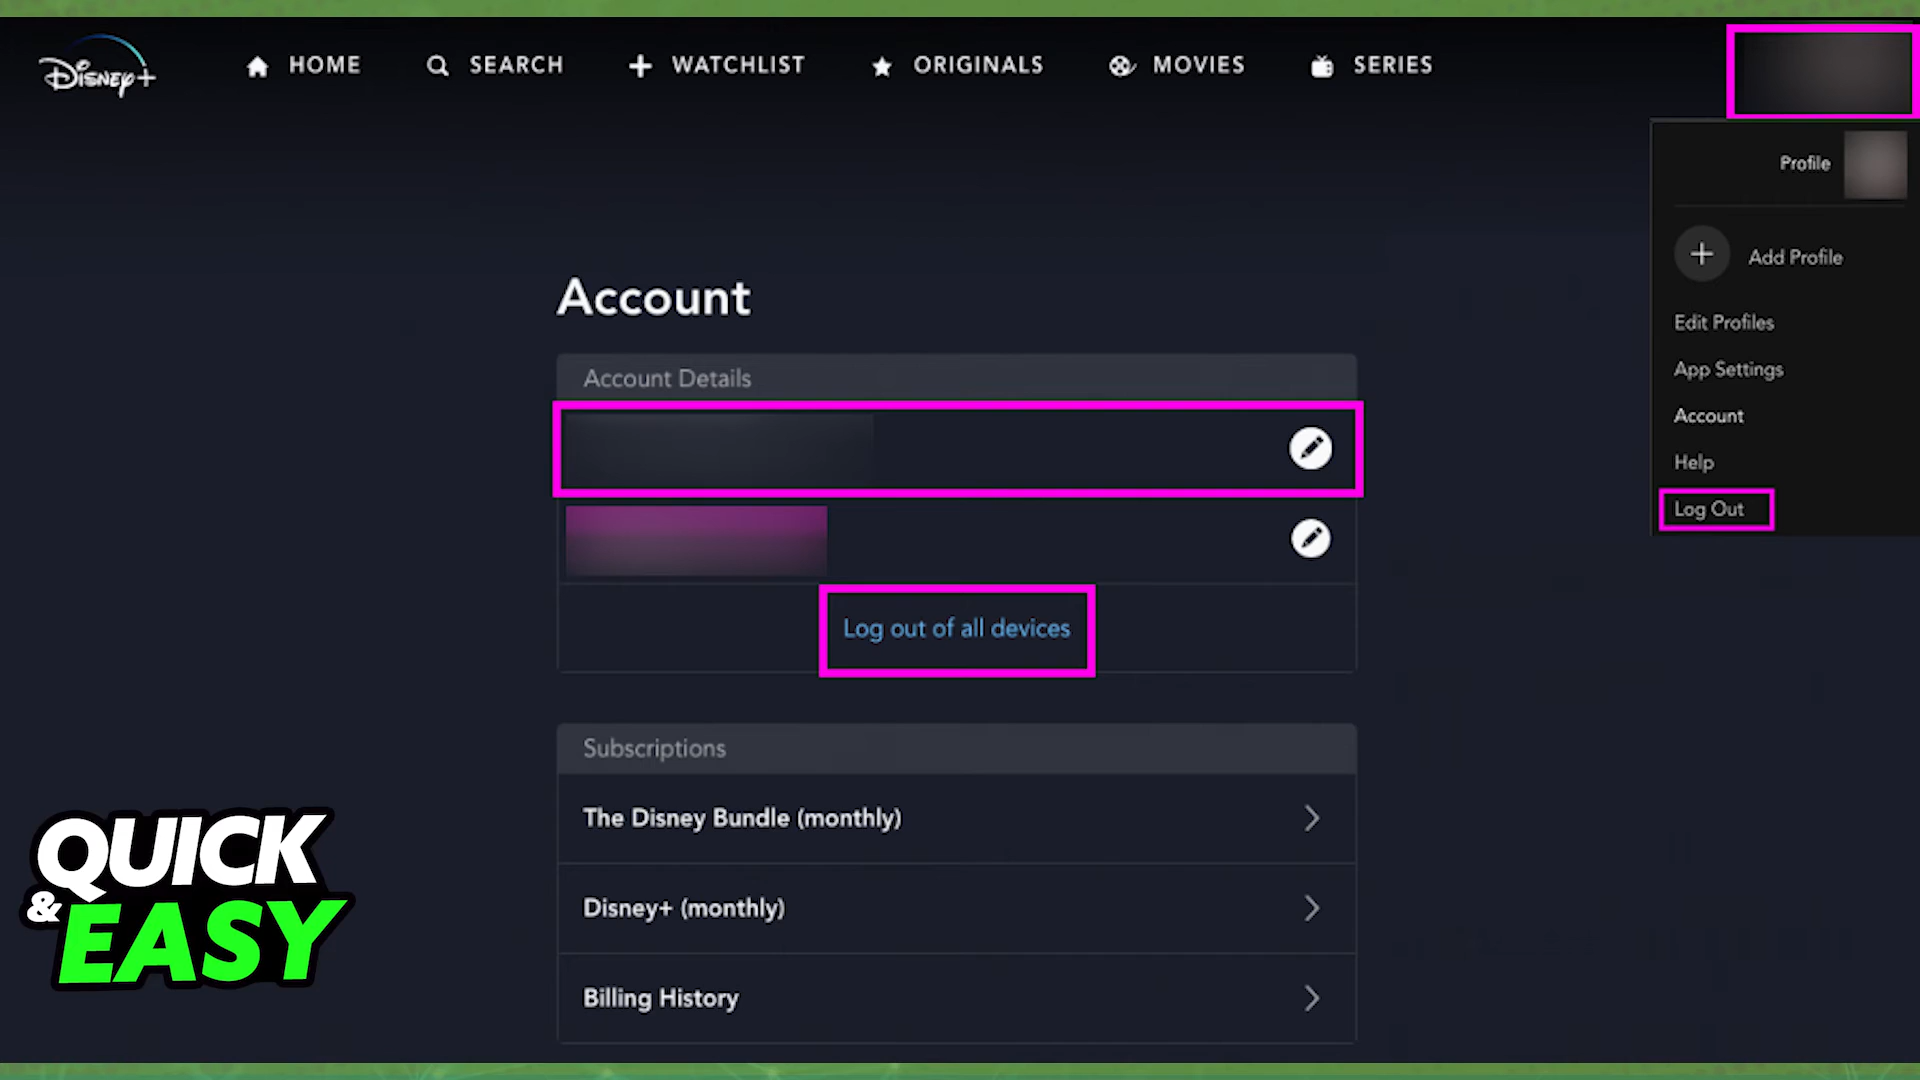 Disney+
HOME
SEARCH
WATCHLIST
ORIGINALS
MOVIES
SERIES
Profile
Add Profile
Edit Profiles
App Settings
Account
Help
Log Out
Account
Account Details
Log out of all devices
Subscriptions
The Disney Bundle (monthly)
Disney+ (monthly)
Billing History
QUICK
& EASY